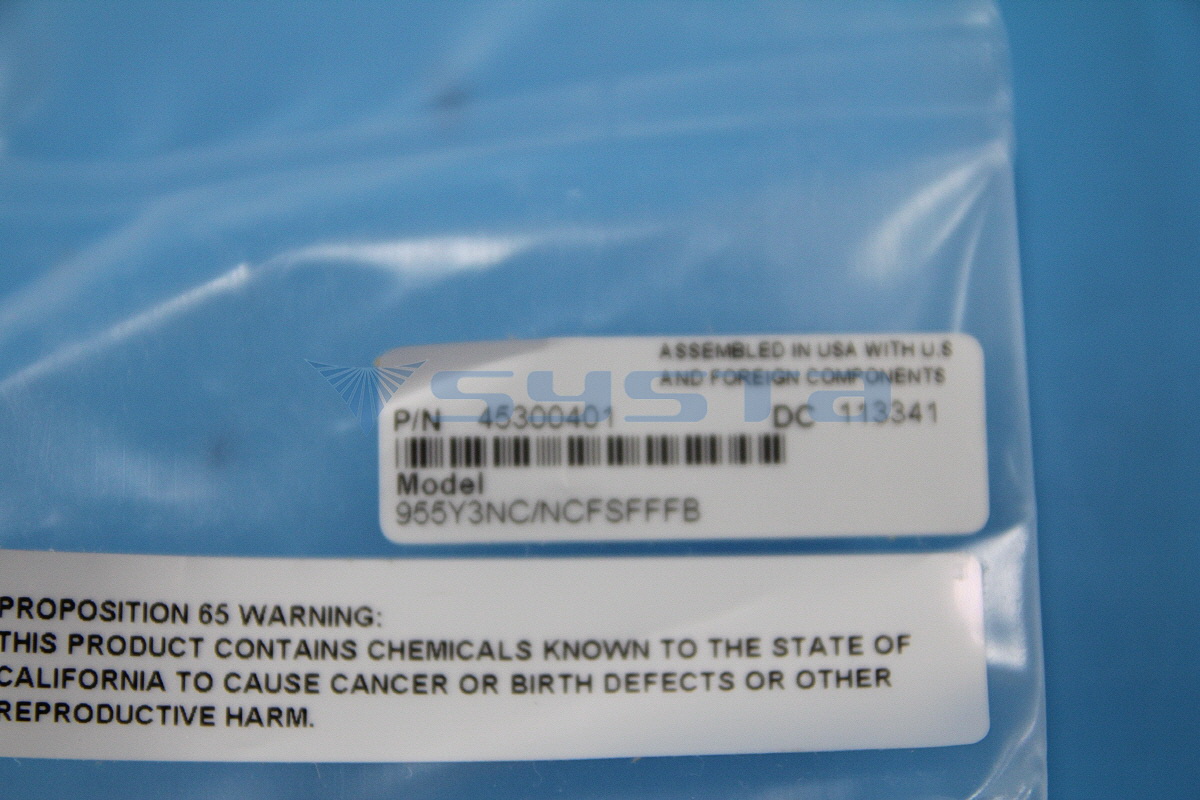 ASSEMBLED IN USA WITH U.S
AND FOREIGN COMPONENTS
systa
P/N 45300401 DC 113341
Model
955Y3NC/NCFSFFFB
PROPOSITION 65 WARNING:
THIS PRODUCT CONTAINS CHEMICALS KNOWN TO THE STATE OF
CALIFORNIA TO CAUSE CANCER OR BIRTH DEFECTS OR OTHER
REPRODUCTIVE HARM.